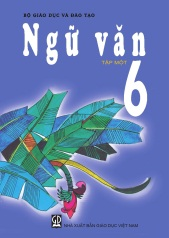 BỘ GIÁO DỤC VÀ ĐÀO TẠO
Ngữ văn
TẬP MỘT
6
NHÀ XUẤT BẢN GIÁO DỤC VIỆT NAM